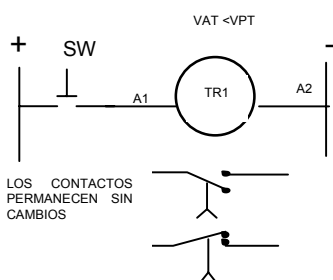 VAT <VPT
+
–
SW
A1
TR1
A2
LOS CONTACTOS
PERMANECEN SIN
CAMBIOS